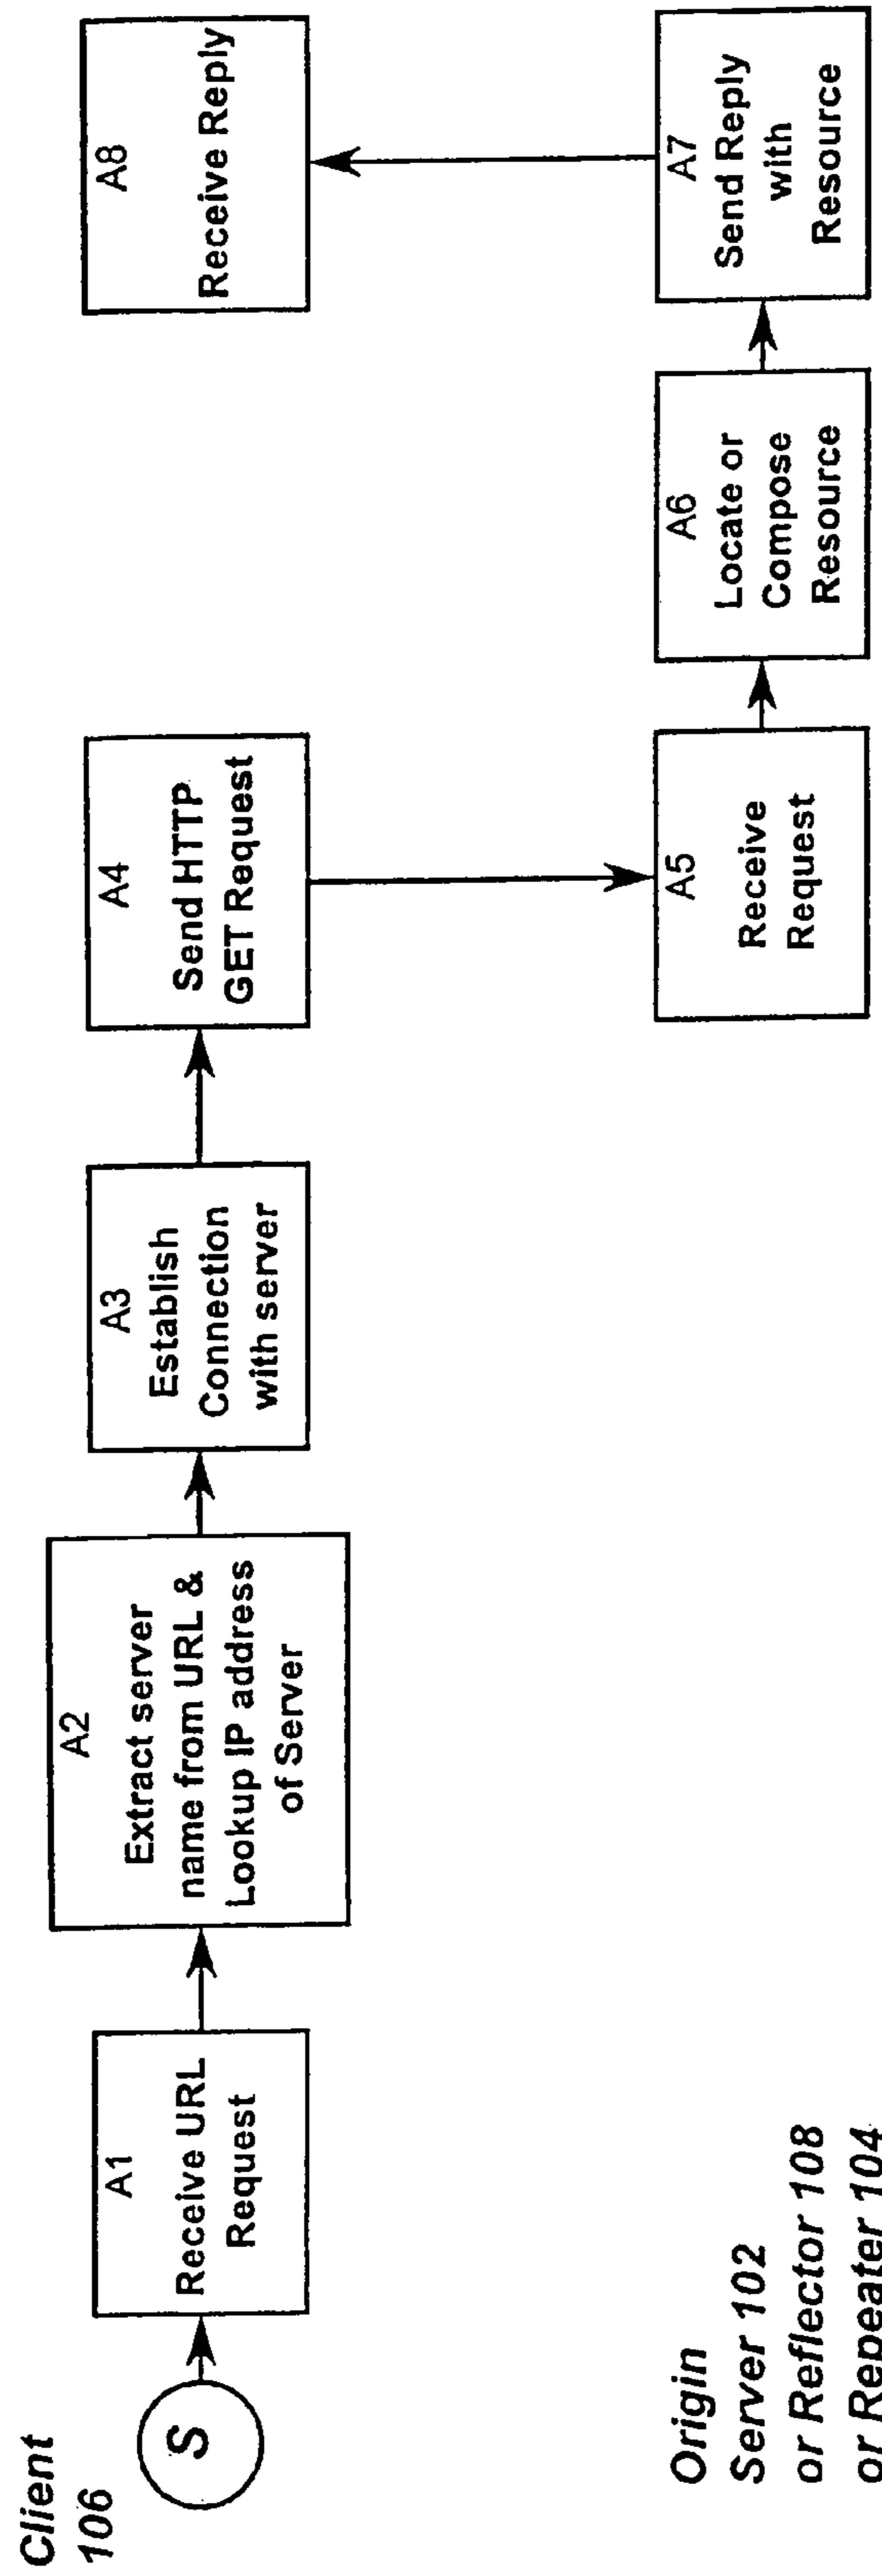 Client
106
S
A1
Receive URL
Request
A2
Extract server
name from URL &
Lookup IP address
of Server
A3
Establish
Connection
with server
A4
Send HTTP
GET Request
A8
Receive Reply
Origin
Server 102
or Reflector 108
or Repeater 104
A5
Receive
Request
A6
Locate or
Compose
Resource
A7
Send Reply
with
Resource